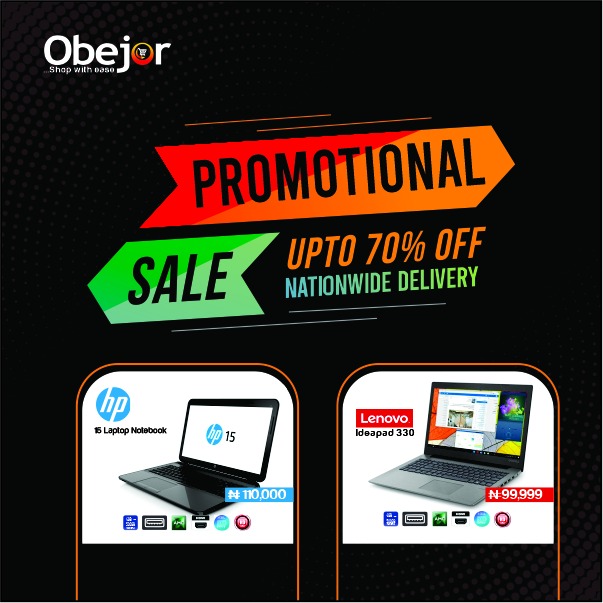 Obejor
...Shop with ease
PROMOTIONAL
SALE
UPTO 70% OFF
NATIONWIDE DELIVERY
hp
15 Laptop Notebook
hp 15
₦ 110,000
Lenovo
Ideapad 330
₦ 99,999